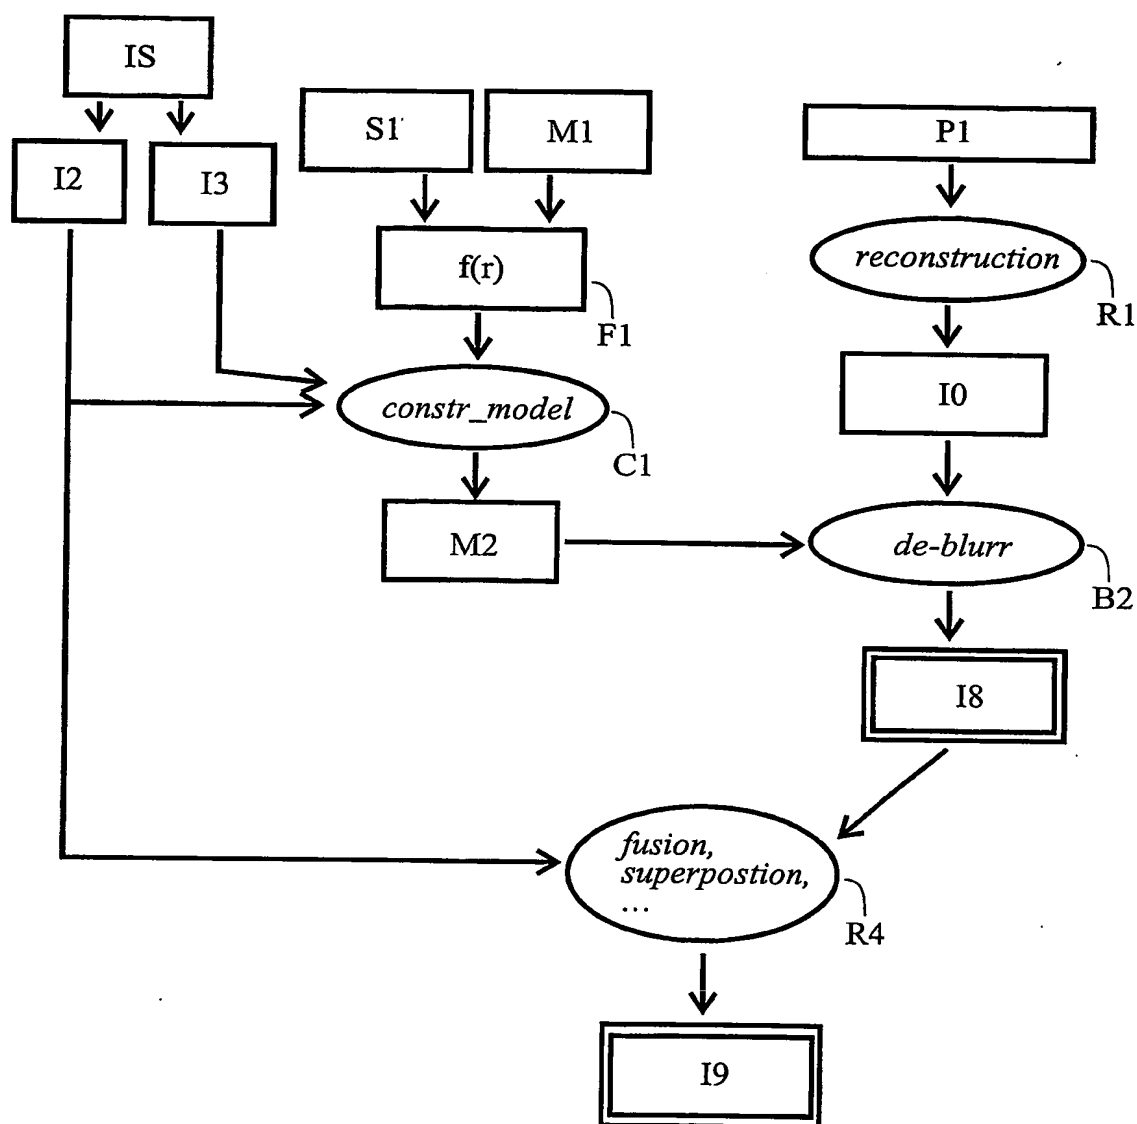 IS
S1
M1
P1
I2
I3
f(r)
reconstruction
F1
R1
I0
constr_model
C1
M2
de-blurr
B2
I8
fusion,
superpostion,
...
R4
I9